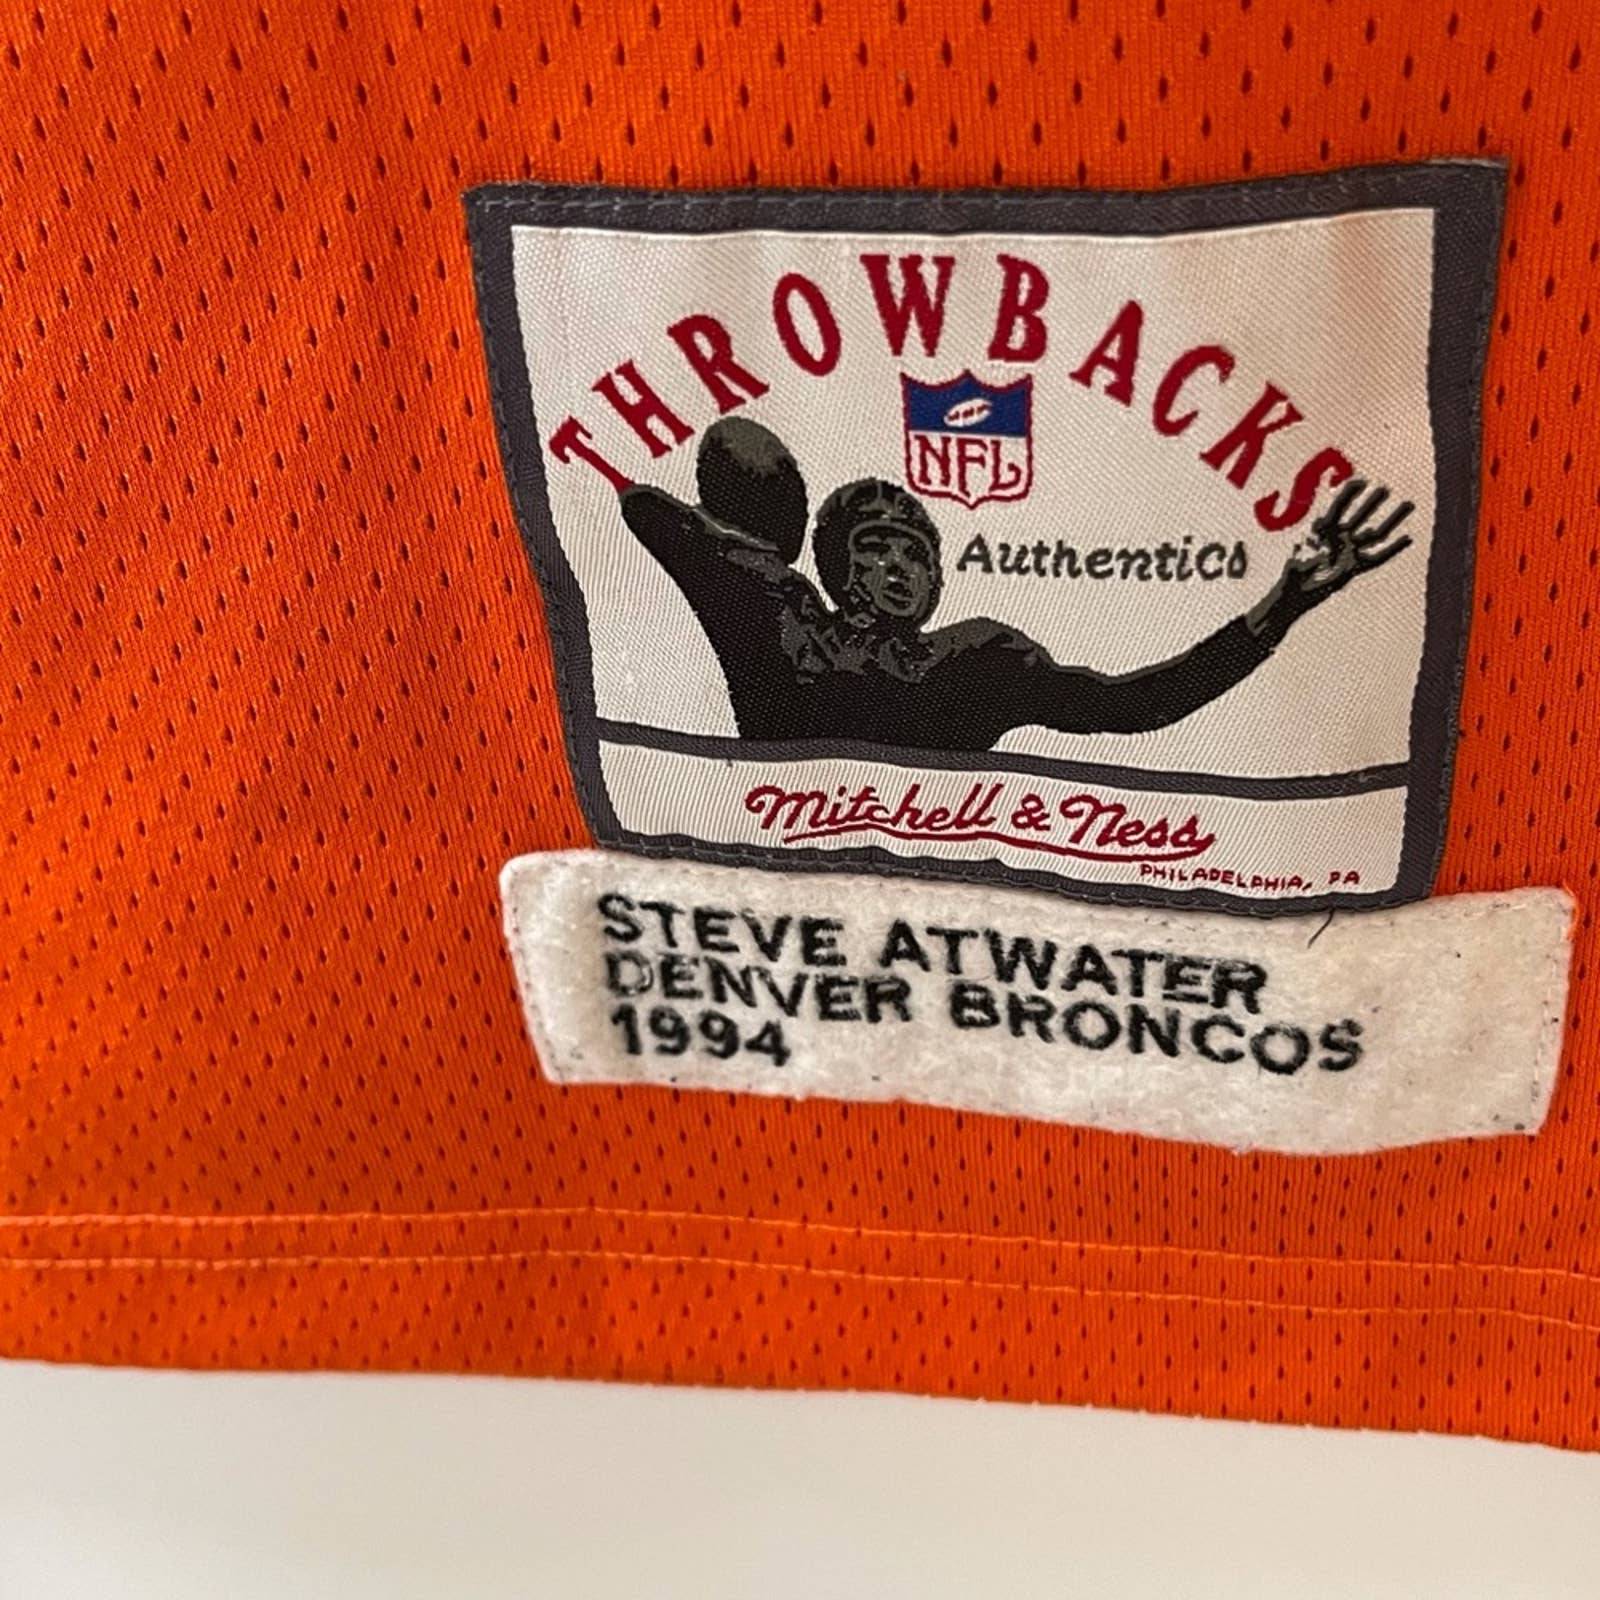 THROWBACKS
NFL
Authentics
Mitchell & Ness
PHILADELPHIA, PA
STEVE ATWATER
DENVER BRONCOS
1994